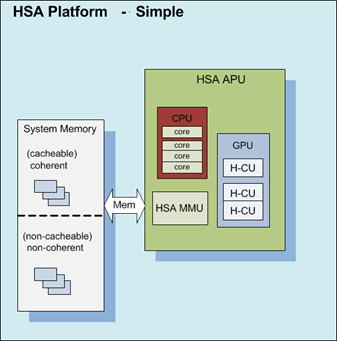 HSA Platform - Simple
HSA APU
CPU
core
core
core
core
GPU
H-CU
H-CU
H-CU
HSA MMU
System Memory
(cacheable)
coherent
Mem
(non-cacheable)
non-coherent